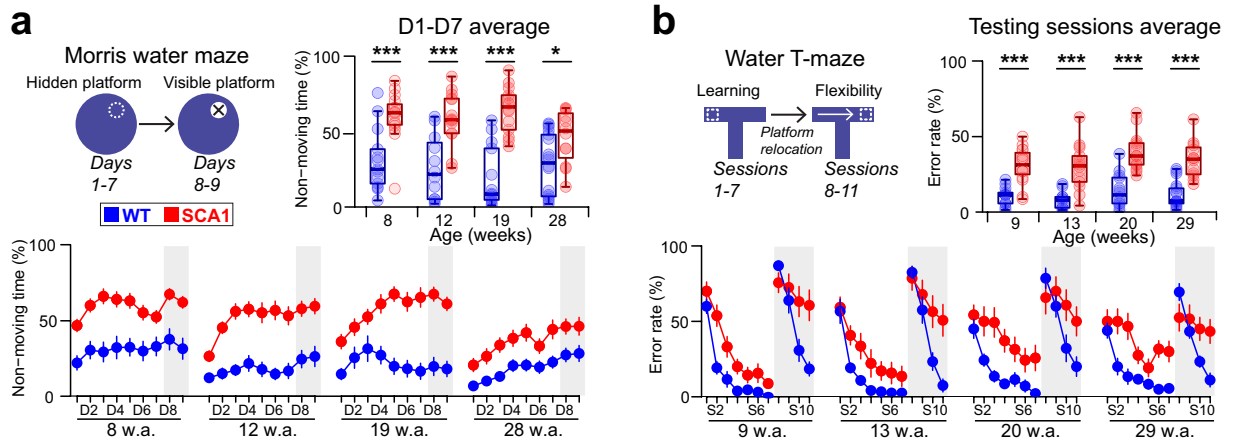 a
Morris water maze
Hidden platform
Visible platform
Days
1-7
Days
8-9
WT
SCA1
D1-D7 average
Non-moving time (%)
100
50
0
***
***
***
*
8
12
19
28
Age (weeks)
Non-moving time (%)
100
50
0
D2 D4 D6 D8
D2 D4 D6 D8
D2 D4 D6 D8
D2 D4 D6 D8
8 w.a.
12 w.a.
19 w.a.
28 w.a.
b
Water T-maze
Learning
Flexibility
Platform
relocation
Sessions
1-7
Sessions
8-11
Testing sessions average
Error rate (%)
100
50
0
***
***
***
***
9
13
20
29
Age (weeks)
Error rate (%)
100
50
0
S2 S6 S10
S2 S6 S10
S2 S6 S10
S2 S6 S10
9 w.a.
13 w.a.
20 w.a.
29 w.a.